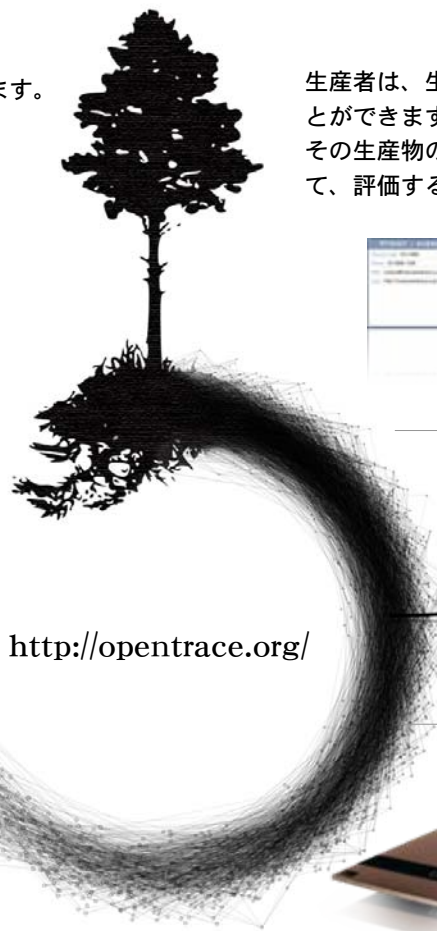 ます。
生産者は、生
とができます
その生産物の
て、評価する
http://opentrace.org/